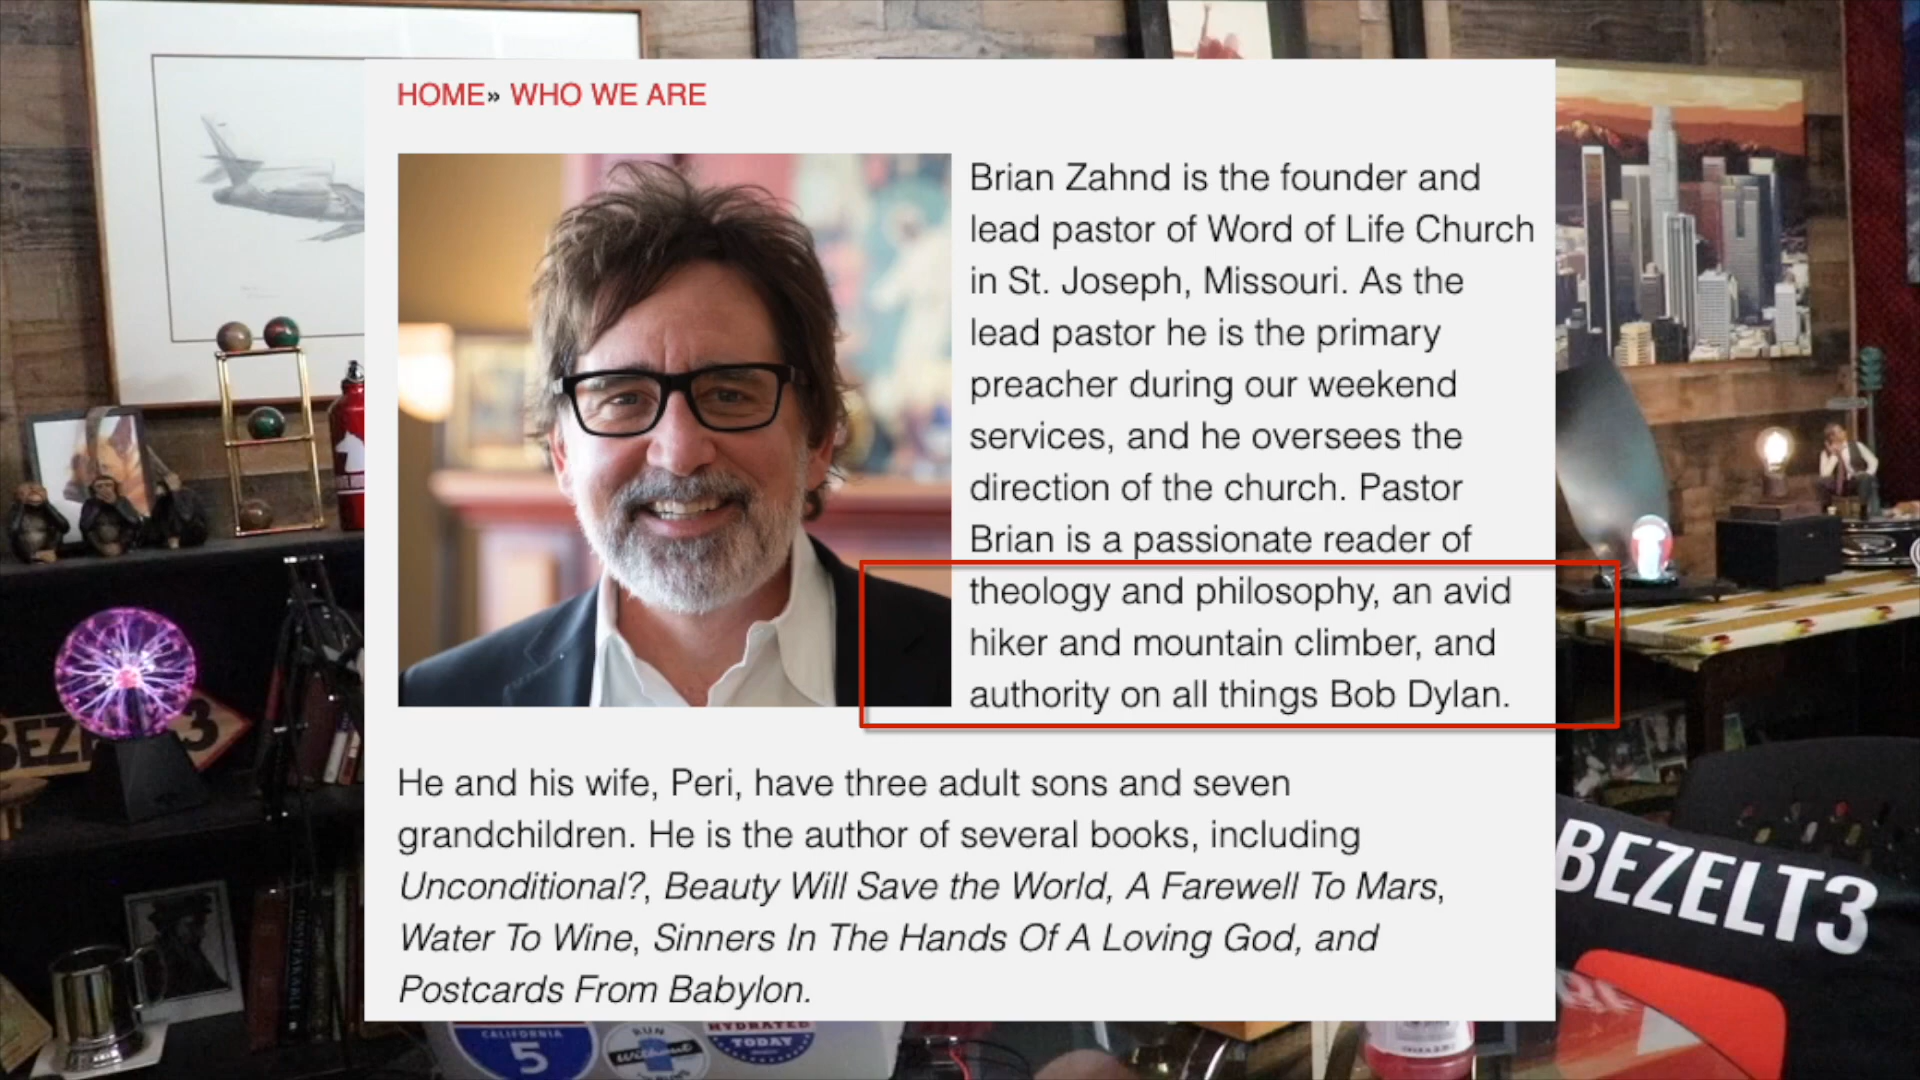 HOME» WHO WE ARE
Brian Zahnd is the founder and
lead pastor of Word of Life Church
in St. Joseph, Missouri. As the
lead pastor he is the primary
preacher during our weekend
services, and he oversees the
direction of the church. Pastor
Brian is a passionate reader of
theology and philosophy, an avid
hiker and mountain climber, and
authority on all things Bob Dylan.
He and his wife, Peri, have three adult sons and seven
grandchildren. He is the author of several books, including
Unconditional?, Beauty Will Save the World, A Farewell To Mars,
Water To Wine, Sinners In The Hands Of A Loving God, and
Postcards From Babylon.
BEZELT3
CALIFORNIA
5
RUN
Without
HYDRATED
TODAY